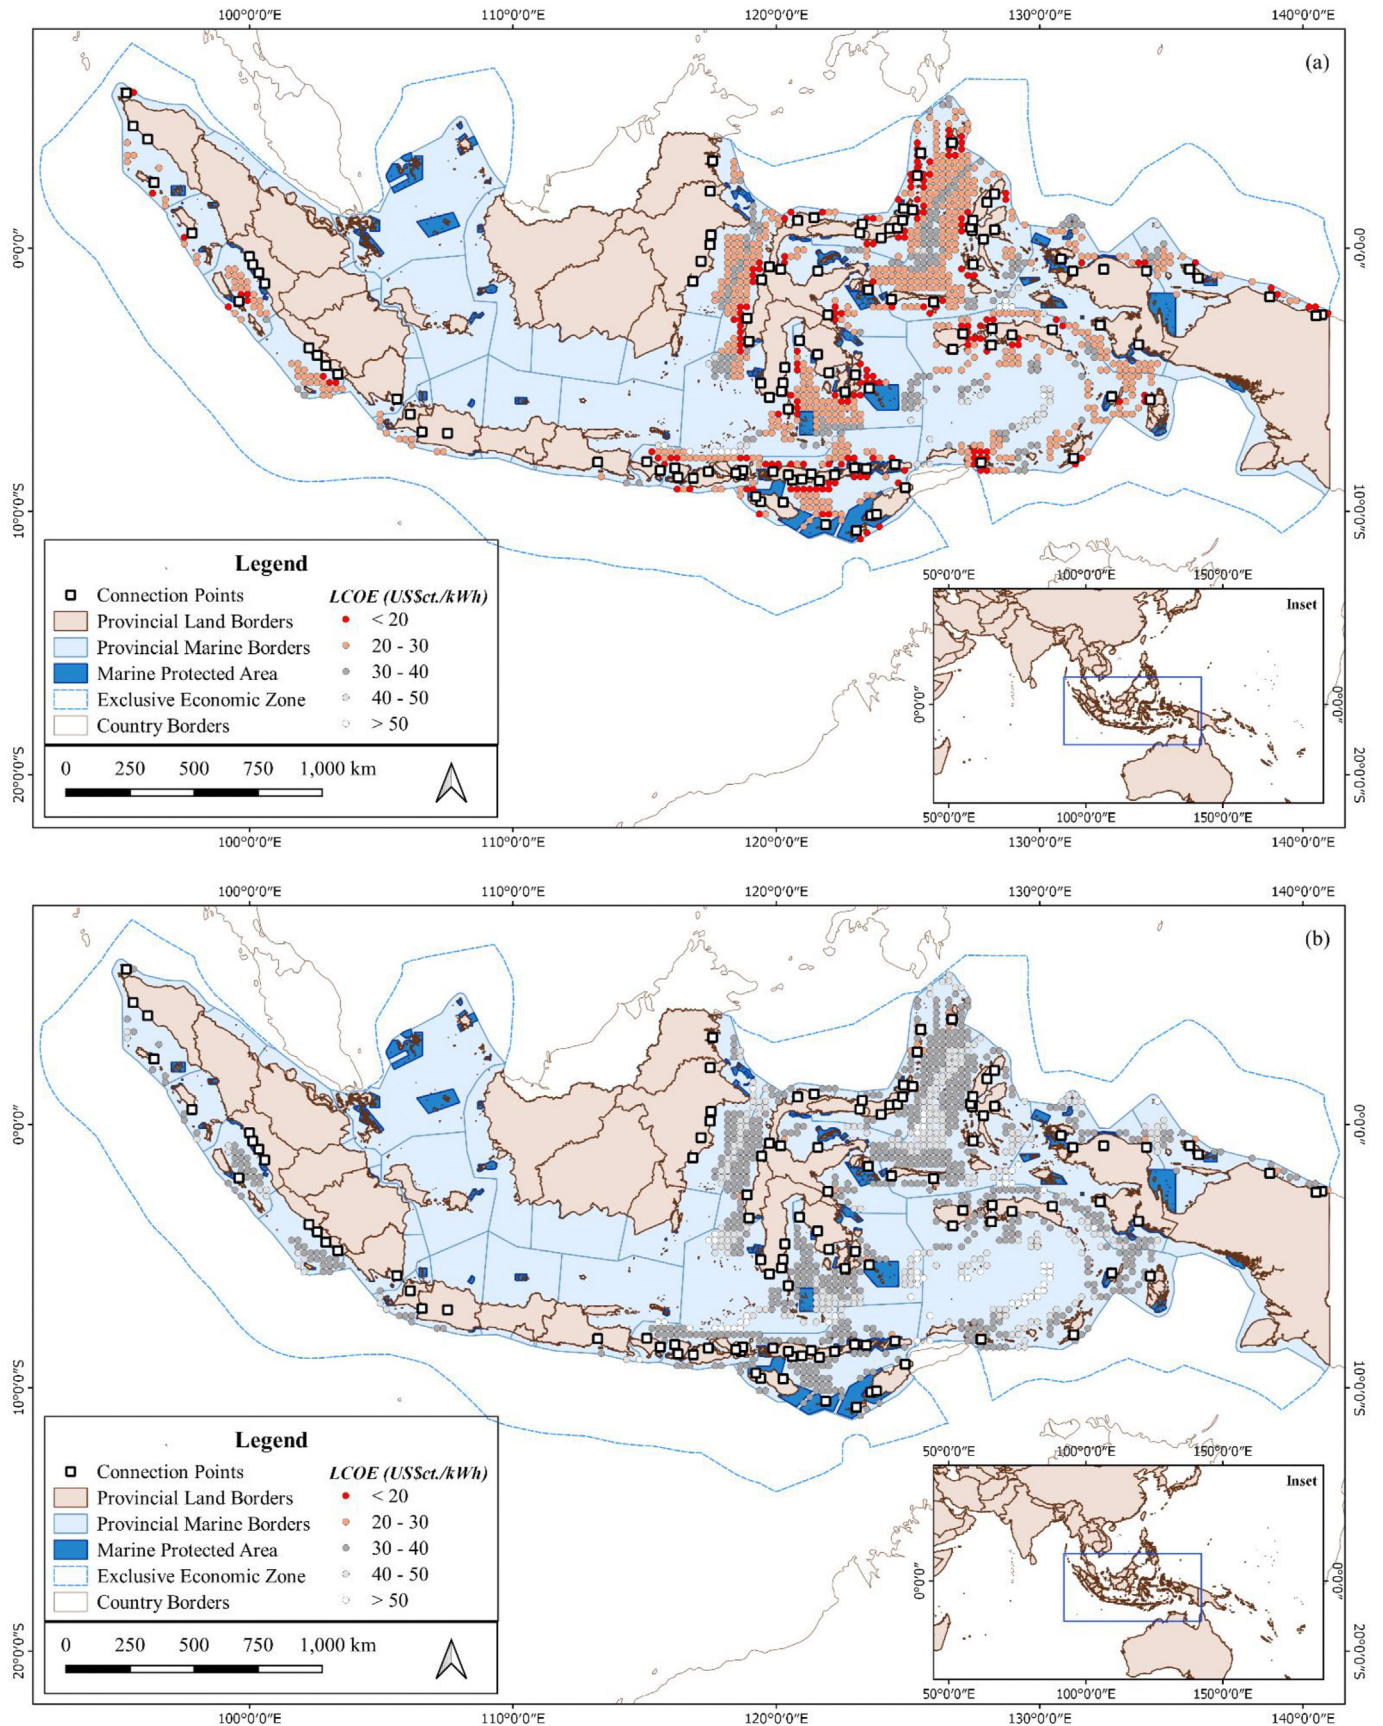 100°0'0"E 110°0'0"E 120°0'0"E 130°0'0"E 140°0'0"E
(a)
0°0'0" 0°0'0"
10°0'0"S 10°0'0"S
20°0'0"S 20°0'0"S
Legend
Connection Points
Provincial Land Borders
Provincial Marine Borders
Marine Protected Area
Exclusive Economic Zone
Country Borders
LCOE (US$ct./kWh)
< 20
20 - 30
30 - 40
40 - 50
> 50
0 250 500 750 1,000 km
50°0'0"E 100°0'0"E 150°0'0"E
Inset
0°0'0" 0°0'0"
50°0'0"E 100°0'0"E 150°0'0"E
100°0'0"E 110°0'0"E 120°0'0"E 130°0'0"E 140°0'0"E
100°0'0"E 110°0'0"E 120°0'0"E 130°0'0"E 140°0'0"E
(b)
0°0'0" 0°0'0"
10°0'0"S 10°0'0"S
20°0'0"S 20°0'0"S
Legend
Connection Points
Provincial Land Borders
Provincial Marine Borders
Marine Protected Area
Exclusive Economic Zone
Country Borders
LCOE (US$ct./kWh)
< 20
20 - 30
30 - 40
40 - 50
> 50
0 250 500 750 1,000 km
50°0'0"E 100°0'0"E 150°0'0"E
Inset
0°0'0" 0°0'0"
50°0'0"E 100°0'0"E 150°0'0"E
100°0'0"E 110°0'0"E 120°0'0"E 130°0'0"E 140°0'0"E